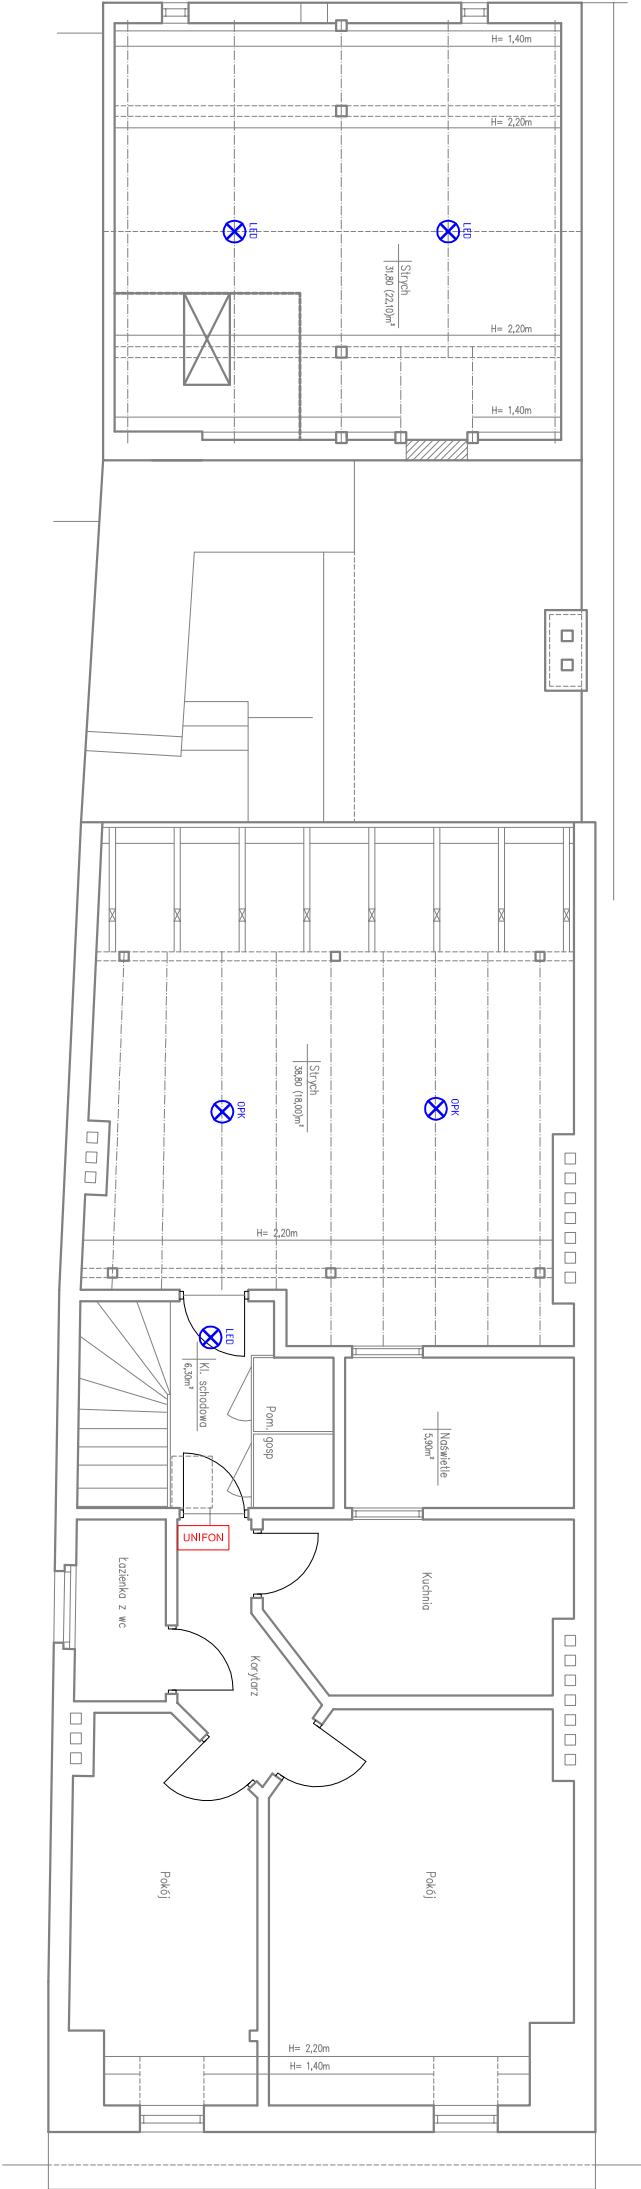 H= 1,40m
H= 2,20m
LED
LED
Strych
31,80 (22,10)m²
H= 2,20m
H= 1,40m
Strych
38,80 (18,00)m²
OPK
OPK
H= 2,20m
LED
Kl. schodowa
6,30m²
Pom. gosp
Naświetle
5,90m²
UNIFON
Łazienka z wc
Kuchnia
Korytarz
Pokój
Pokój
H= 2,20m
H= 1,40m